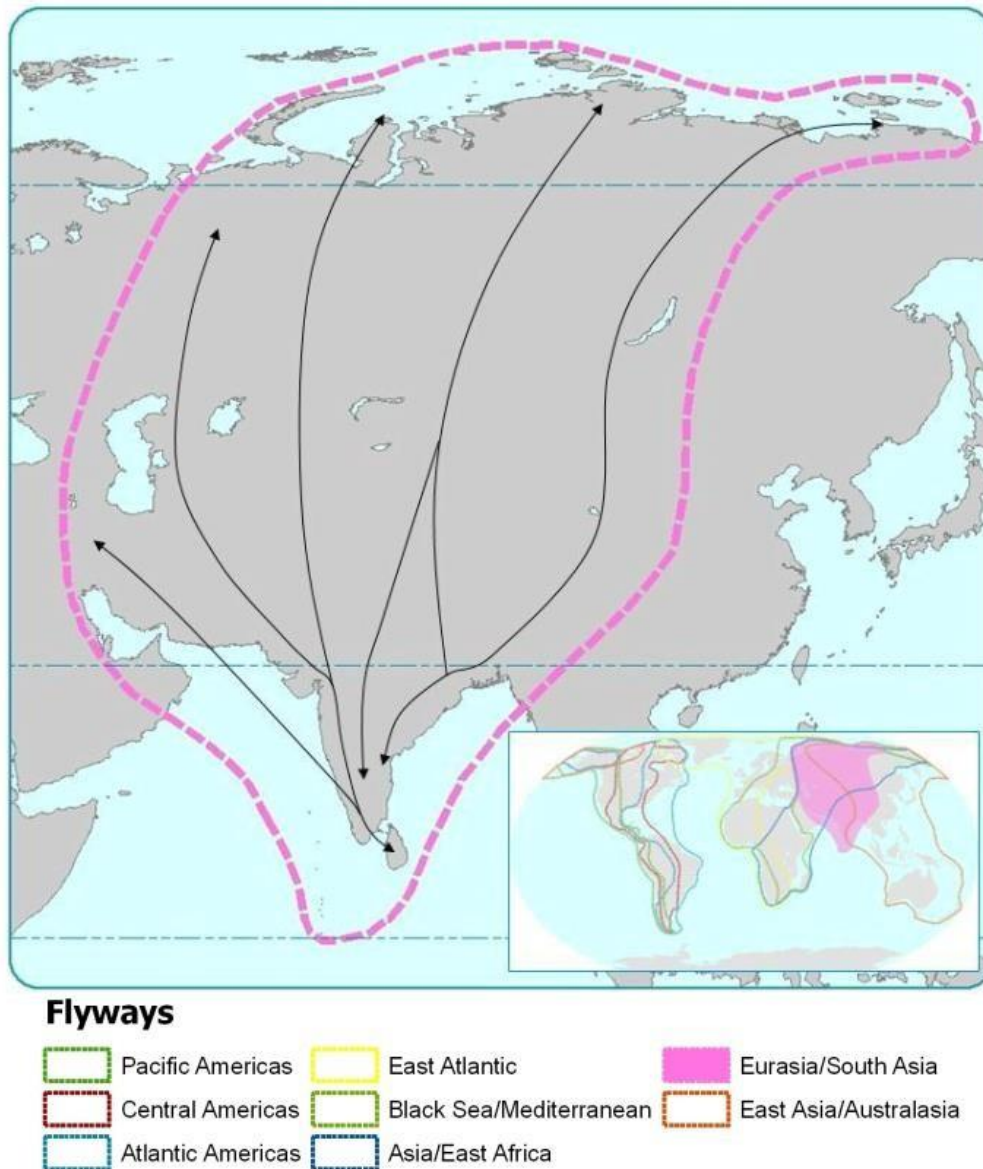 Flyways
Pacific Americas
East Atlantic
Eurasia/South Asia
Central Americas
Black Sea/Mediterranean
East Asia/Australasia
Atlantic Americas
Asia/East Africa